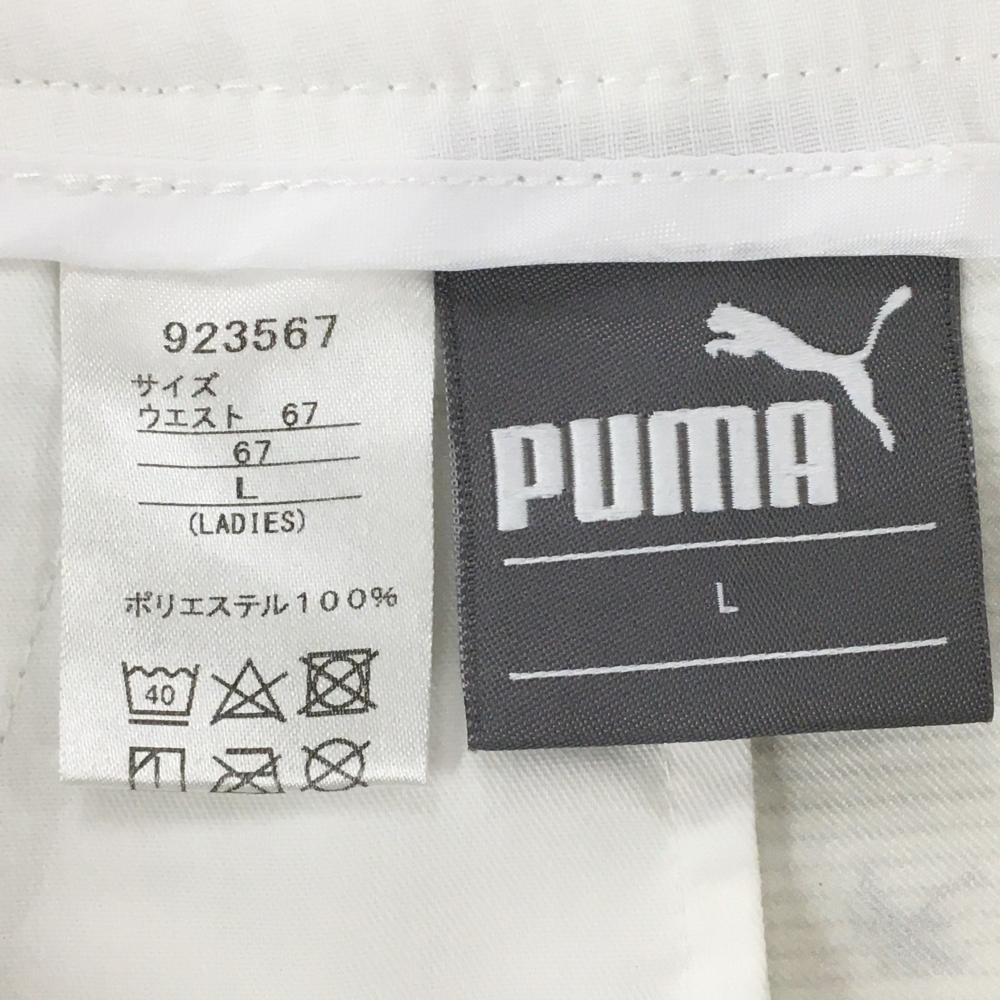 923567
サイズ
ウエスト 67
67
L
(LADIES)
ポリエステル100%
40
PUMA
L